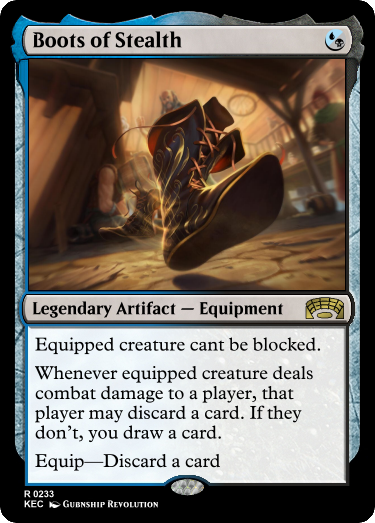 Boots of Stealth
Legendary Artifact — Equipment
Equipped creature cant be blocked.
Whenever equipped creature deals
combat damage to a player, that
player may discard a card. If they
don't, you draw a card.
Equip—Discard a card
R 0233
KEC Gubnship Revolution